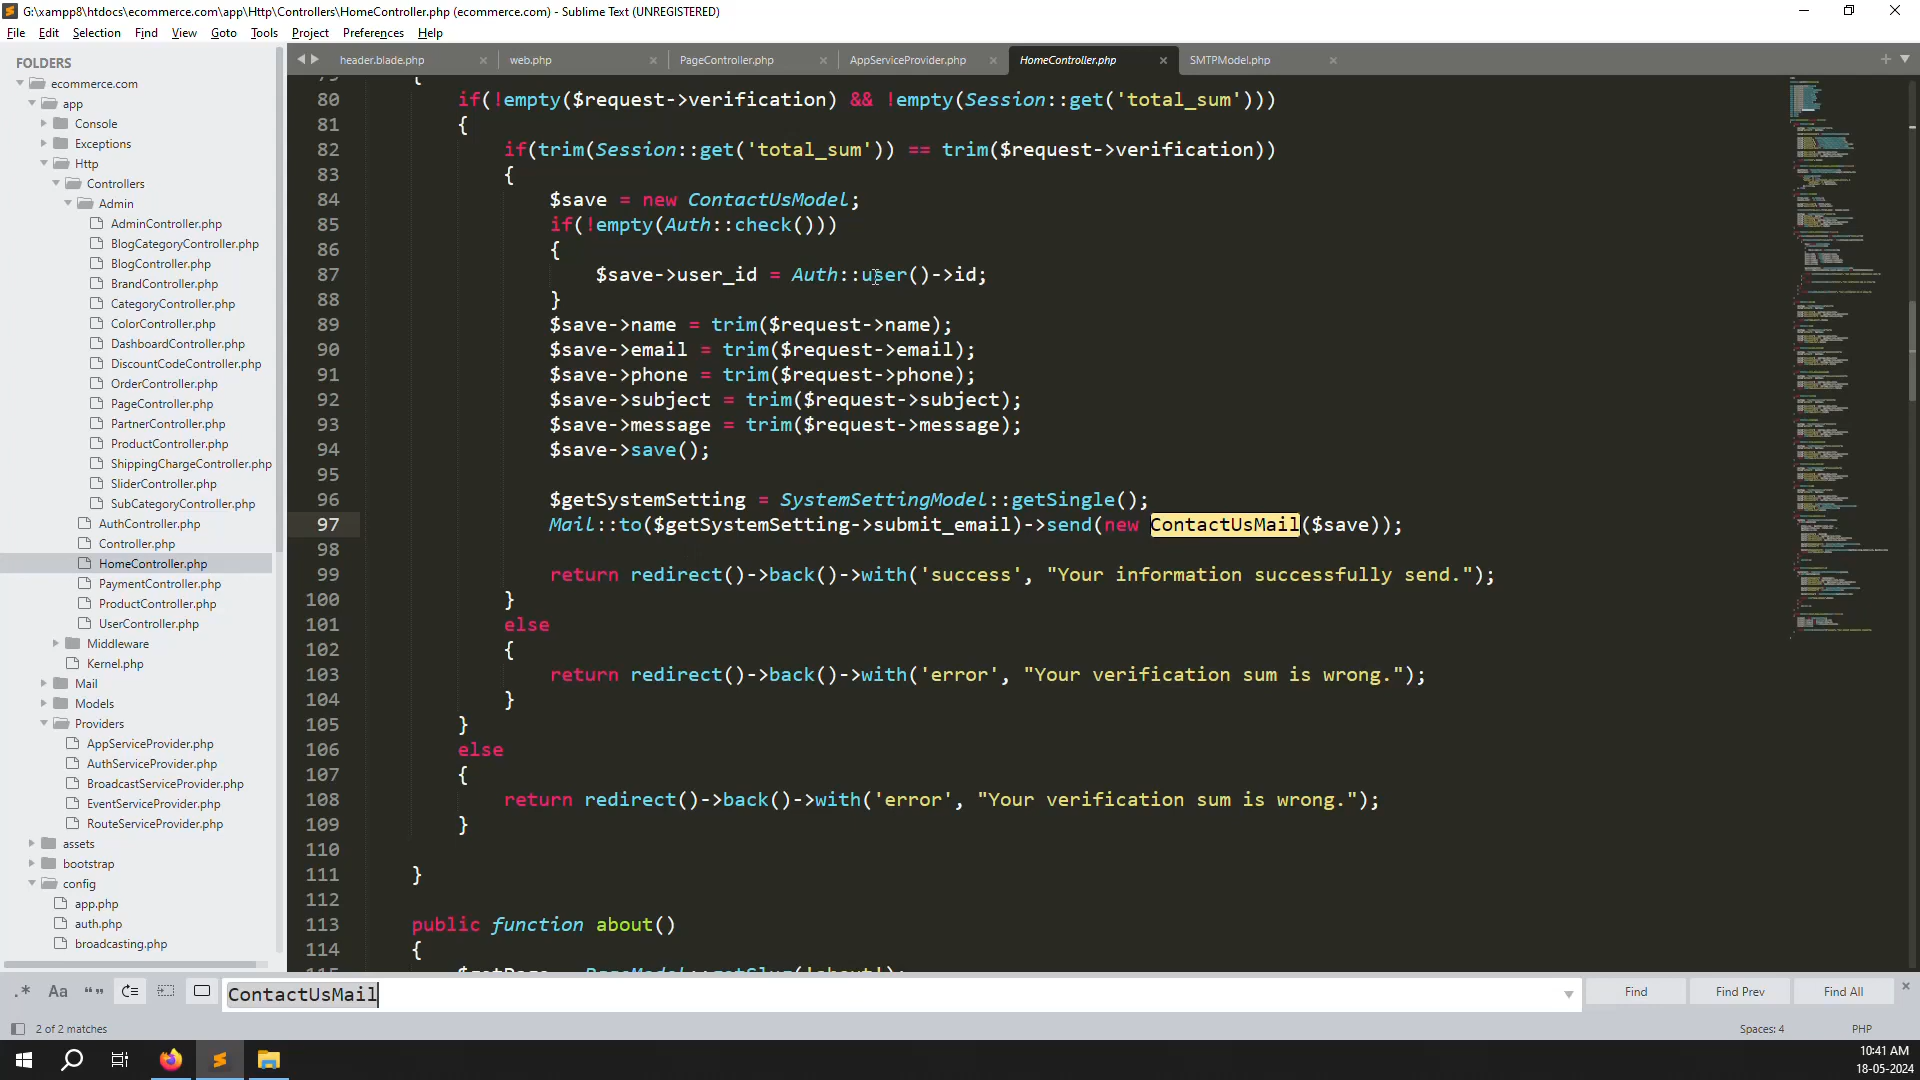 G:\xampp8\htdocs\ecommerce.com\app\Http\Controllers\HomeController.php (ecommerce.com) - Sublime Text (UNREGISTERED)
File Edit Selection Find View Goto Tools Project Preferences Help
FOLDERS
ecommerce.com
app
Console
Exceptions
Http
Controllers
Admin
AdminController.php
BlogCategoryController.php
BlogController.php
BrandController.php
CategoryController.php
ColorController.php
DashboardController.php
DiscountCodeController.php
OrderController.php
PageController.php
PartnerController.php
ProductController.php
ShippingChargeController.php
SliderController.php
SubCategoryController.php
AuthController.php
Controller.php
HomeController.php
PaymentController.php
ProductController.php
UserController.php
Middleware
Kernel.php
Mail
Models
Providers
AppServiceProvider.php
AuthServiceProvider.php
BroadcastServiceProvider.php
EventServiceProvider.php
RouteServiceProvider.php
assets
bootstrap
config
app.php
auth.php
broadcasting.php
header.blade.php web.php PageController.php AppServiceProvider.php HomeController.php SMTPModel.php
79 {
80 if(!empty($request->verification) && !empty(Session::get('total_sum')))
81 {
82 if(trim(Session::get('total_sum')) == trim($request->verification))
83 {
84 $save = new ContactUsModel;
85 if(!empty(Auth::check()))
86 {
87 $save->user_id = Auth::user()->id;
88 }
89 $save->name = trim($request->name);
90 $save->email = trim($request->email);
91 $save->phone = trim($request->phone);
92 $save->subject = trim($request->subject);
93 $save->message = trim($request->message);
94 $save->save();
95
96 $getSystemSetting = SystemSettingModel::getSingle();
97 Mail::to($getSystemSetting->submit_email)->send(new ContactUsMail($save));
98
99 return redirect()->back()->with('success', "Your information successfully send.");
100 }
101 else
102 {
103 return redirect()->back()->with('error', "Your verification sum is wrong.");
104 }
105 }
106 else
107 {
108 return redirect()->back()->with('error', "Your verification sum is wrong.");
109 }
110
111 }
112
113 public function about()
114 {
115 $getPage = PageModel::getSlug('about');
.* Aa “” ContactUsMail Find Find Prev Find All
2 of 2 matches Spaces: 4 PHP
10:41 AM
18-05-2024